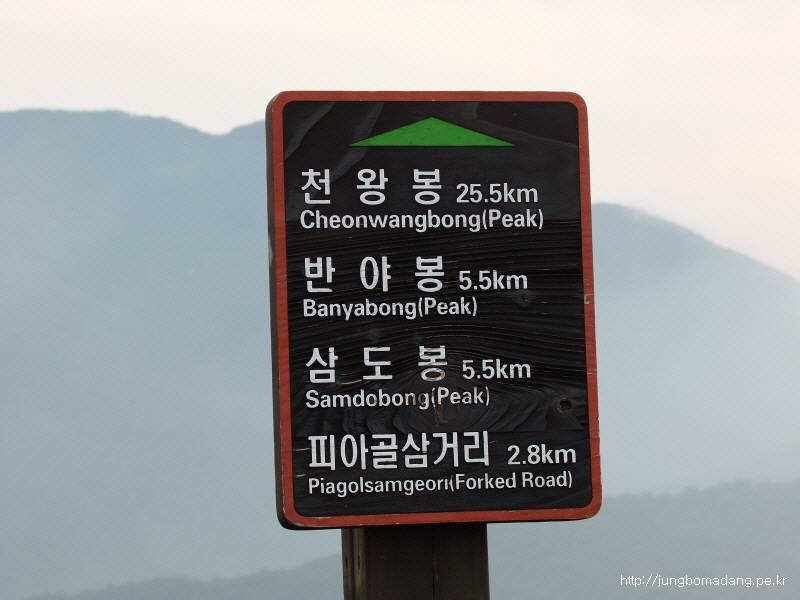 천 왕 봉 25.5km
Cheonwangbong(Peak)
반 야 봉 5.5km
Banyabong(Peak)
삼 도 봉 5.5km
Samdobong(Peak)
피아골삼거리 2.8km
Piagolsamgeori(Forked Road)
http://jungbomadang.pe.kr